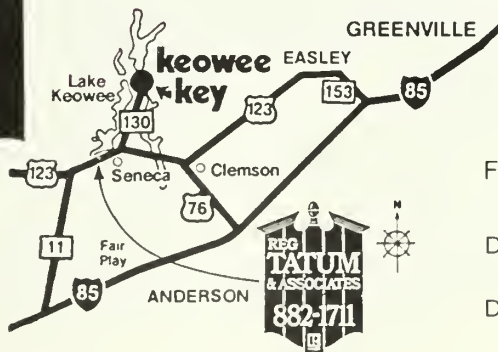 GREENVILLE
keowee
key
EASLEY
Lake
Keowee
130
123
153
85
123
Seneca
Clemson
76
11
Fair
Play
85
ANDERSON
REG
TATUM
& ASSOCIATES
882-1711
N
F
D
D